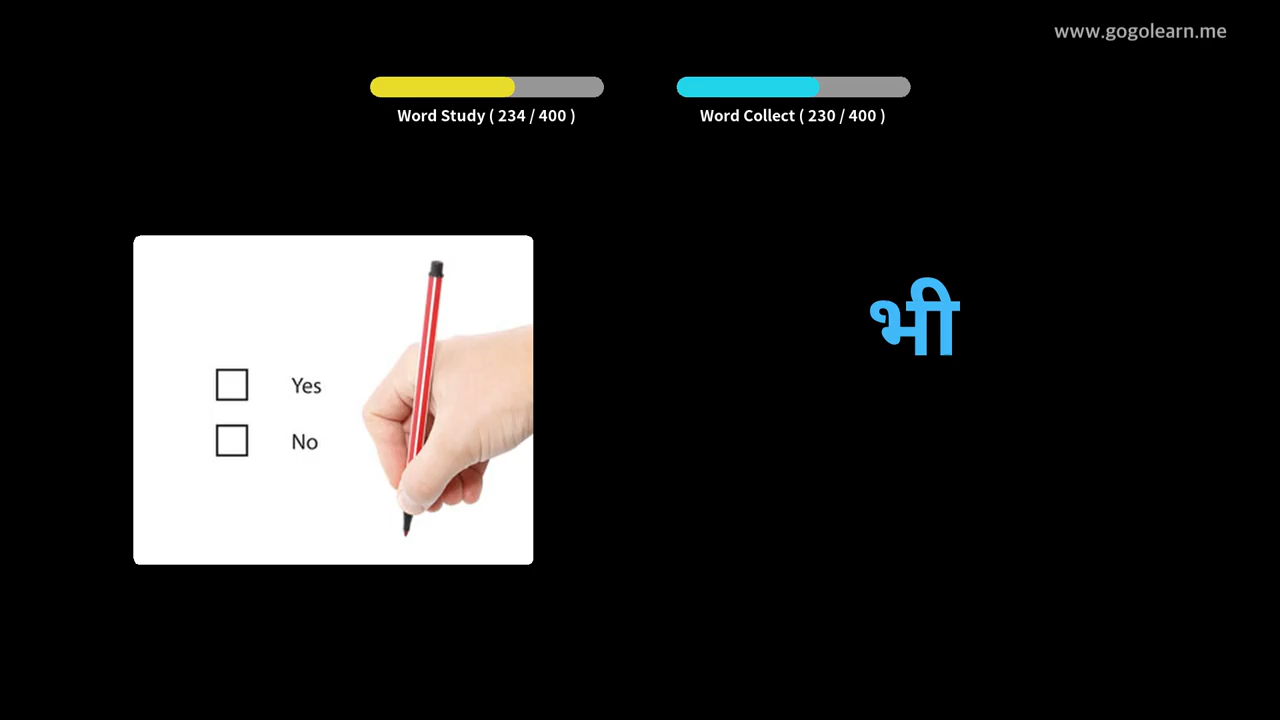 www.gogolearn.me
Word Study ( 234 / 400 )
Word Collect ( 230 / 400 )
Yes
No
भी